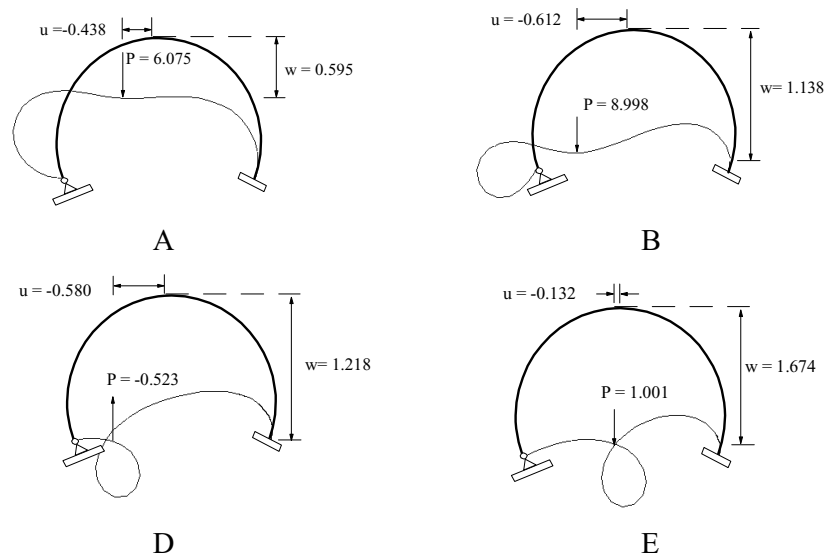 u =-0.438
P = 6.075
w = 0.595
A
u = -0.612
P = 8.998
w= 1.138
B
u = -0.580
P = -0.523
w= 1.218
D
u = -0.132
P = 1.001
w = 1.674
E